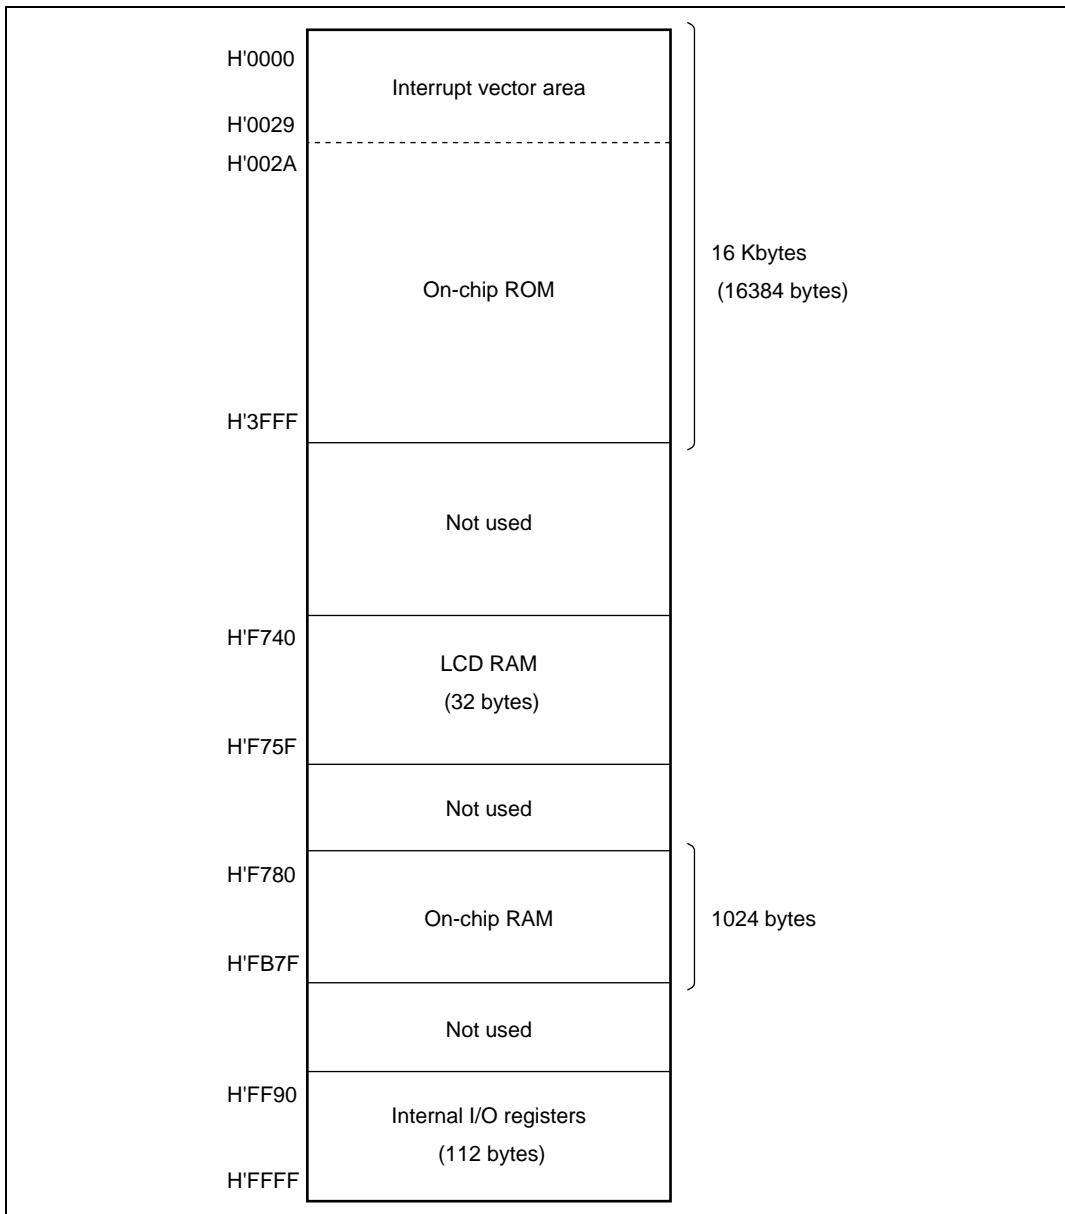 H'0000
Interrupt vector area
H'0029
H'002A
16 Kbytes
On-chip ROM
(16384 bytes)
H'3FFF
Not used
H'F740
LCD RAM
(32 bytes)
H'F75F
Not used
H'F780
On-chip RAM
1024 bytes
H'FB7F
Not used
H'FF90
Internal I/O registers
(112 bytes)
H'FFFF